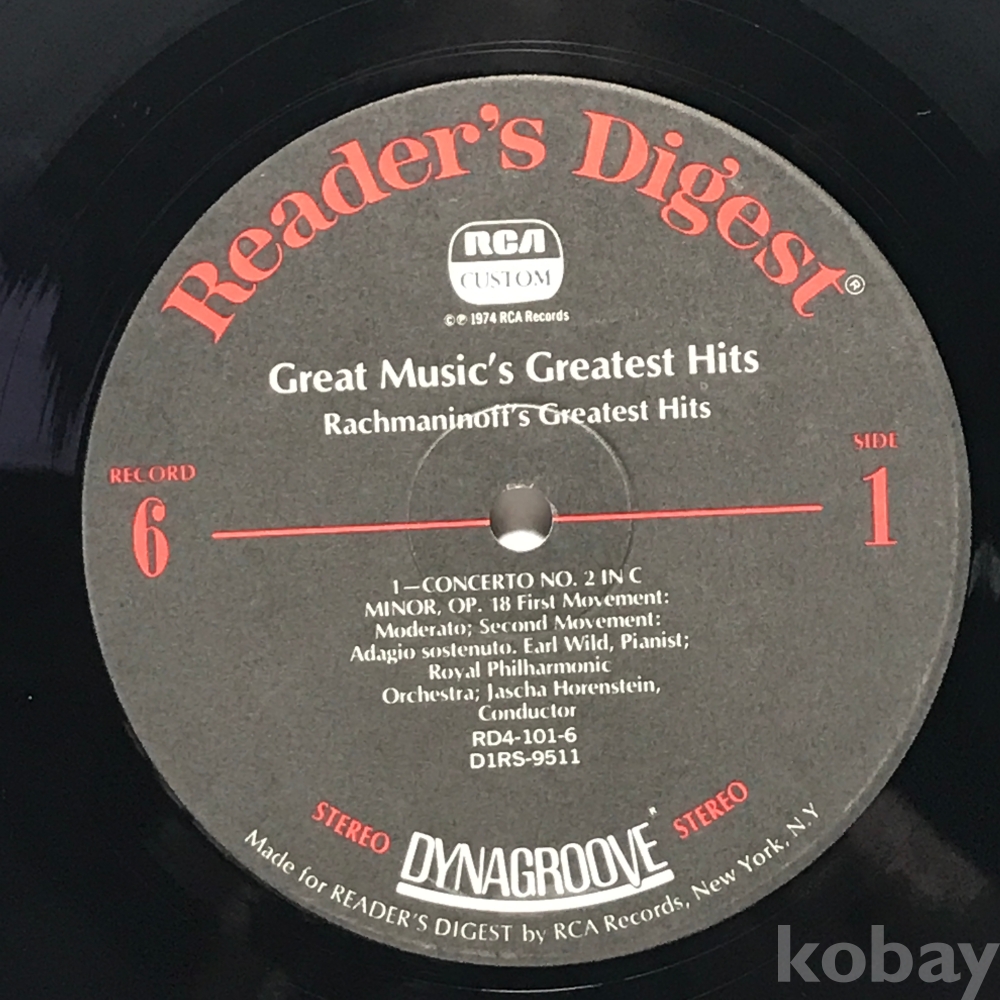 Reader's Digest®
RCA
CUSTOM
©℗ 1974 RCA Records
Great Music's Greatest Hits
Rachmaninoff's Greatest Hits
RECORD
6
SIDE
1
1—CONCERTO NO. 2 IN C
MINOR, OP. 18 First Movement:
Moderato; Second Movement:
Adagio sostenuto. Earl Wild, Pianist;
Royal Philharmonic
Orchestra; Jascha Horenstein,
Conductor
RD4-101-6
D1RS-9511
STEREO DYNAGROOVE® STEREO
Made for READER'S DIGEST by RCA Records, New York, N.Y
kobay